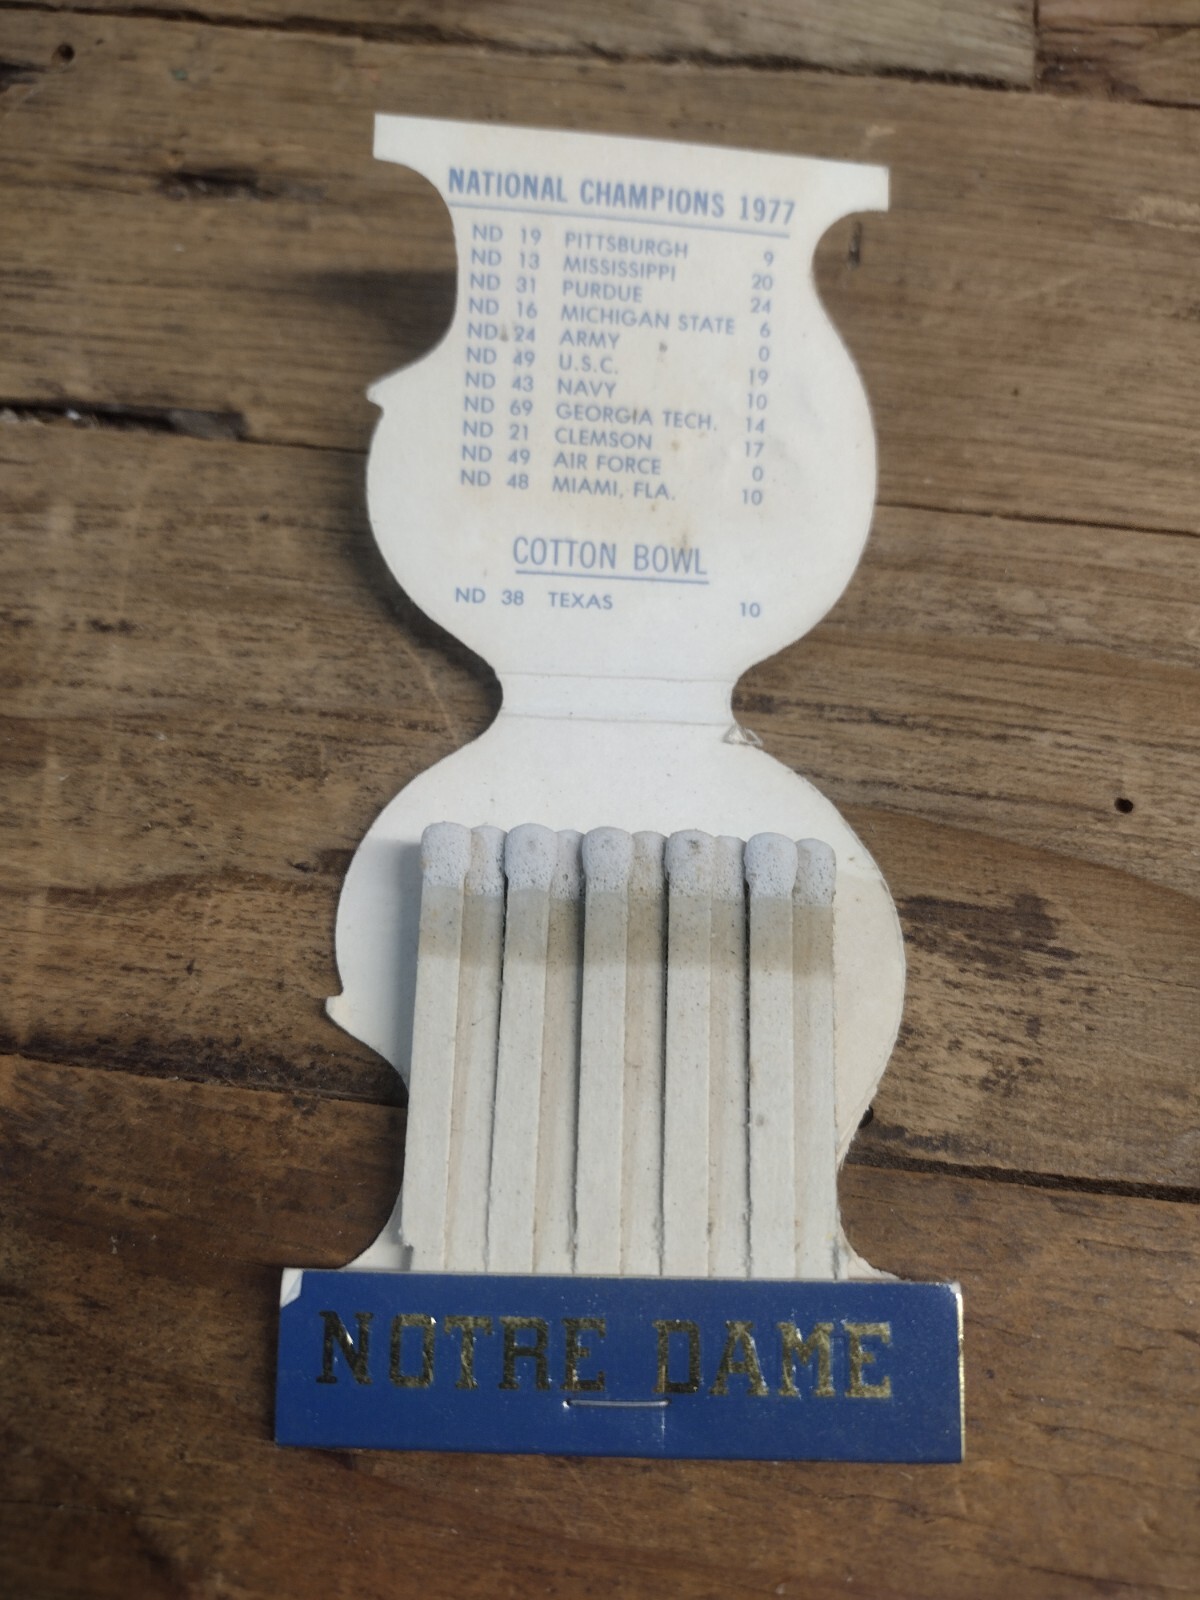 NATIONAL CHAMPIONS 1977
ND 19 PITTSBURGH 9
ND 13 MISSISSIPPI 20
ND 31 PURDUE 24
ND 16 MICHIGAN STATE 6
ND 24 ARMY 0
ND 49 U.S.C. 19
ND 43 NAVY 10
ND 69 GEORGIA TECH. 14
ND 21 CLEMSON 17
ND 49 AIR FORCE 0
ND 48 MIAMI, FLA. 10
COTTON BOWL
ND 38 TEXAS 10
NOTRE DAME